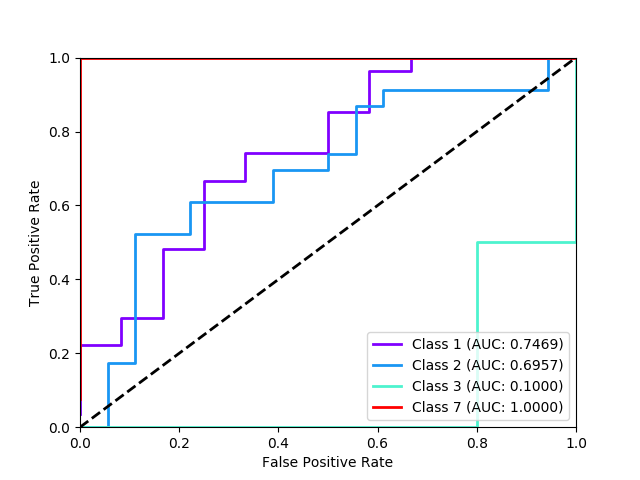 1.0
0.8
0.6
0.4
0.2
0.0
True Positive Rate
0.0 0.2 0.4 0.6 0.8 1.0
False Positive Rate
Class 1 (AUC: 0.7469)
Class 2 (AUC: 0.6957)
Class 3 (AUC: 0.1000)
Class 7 (AUC: 1.0000)